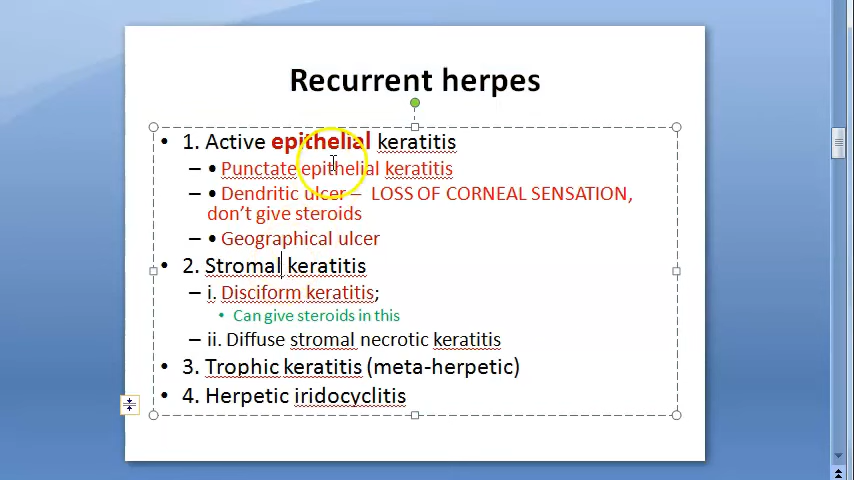 Recurrent herpes
• 1. Active epithelial keratitis
– • Punctate epithelial keratitis
– • Dendritic ulcer – LOSS OF CORNEAL SENSATION,
don't give steroids
– • Geographical ulcer
• 2. Stromal keratitis
– i. Disciform keratitis;
• Can give steroids in this
– ii. Diffuse stromal necrotic keratitis
• 3. Trophic keratitis (meta-herpetic)
• 4. Herpetic iridocyclitis